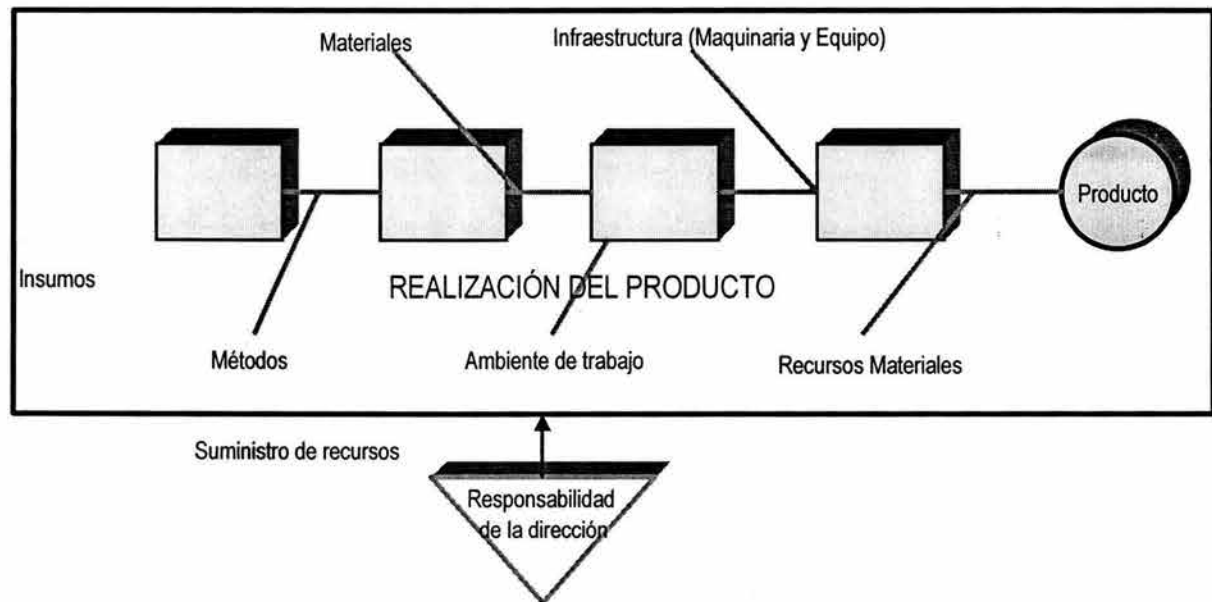 Materiales
Infraestructura (Maquinaria y Equipo)
Producto
Insumos
REALIZACIÓN DEL PRODUCTO
Métodos
Ambiente de trabajo
Recursos Materiales
Suministro de recursos
Responsabilidad
de la dirección